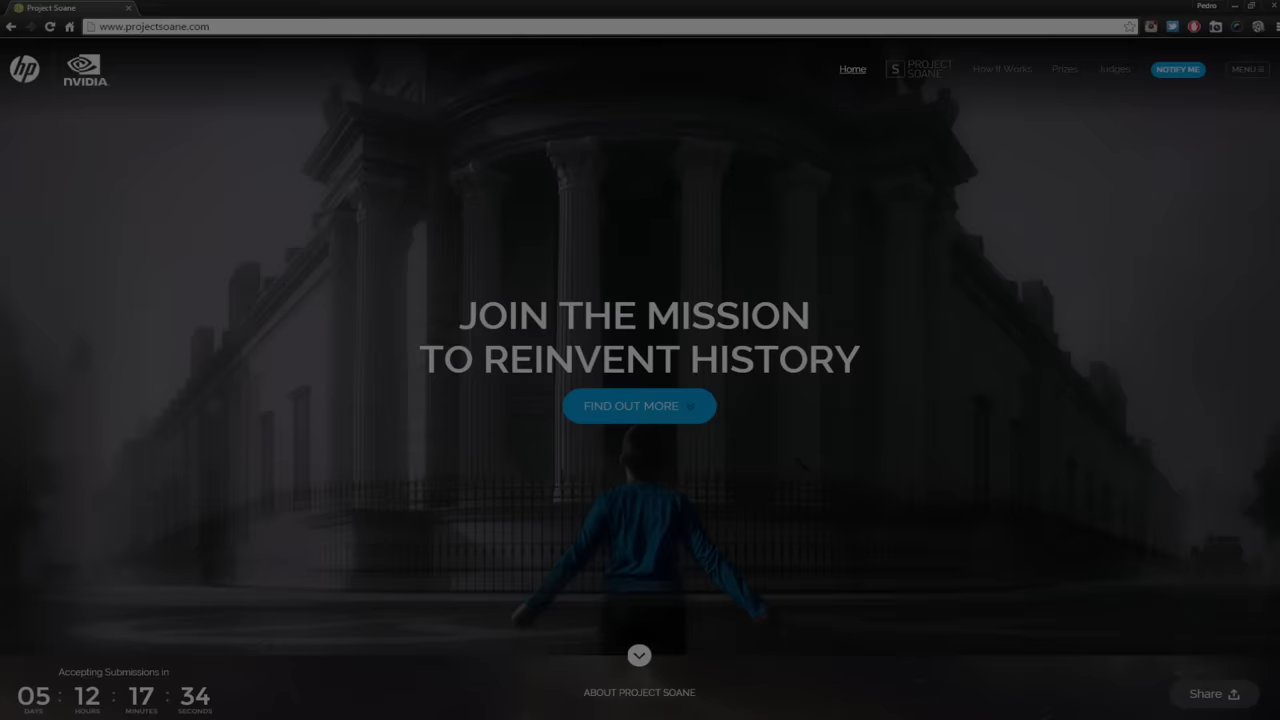 Project Soane
Pedro
www.projectsoane.com
hp
NVIDIA
Home
S PROJECT
SOANE
How It Works
Prizes
Judges
NOTIFY ME
MENU
JOIN THE MISSION
TO REINVENT HISTORY
FIND OUT MORE
Accepting Submissions in
05 : 12 : 17 : 34
DAYS HOURS MINUTES SECONDS
ABOUT PROJECT SOANE
Share